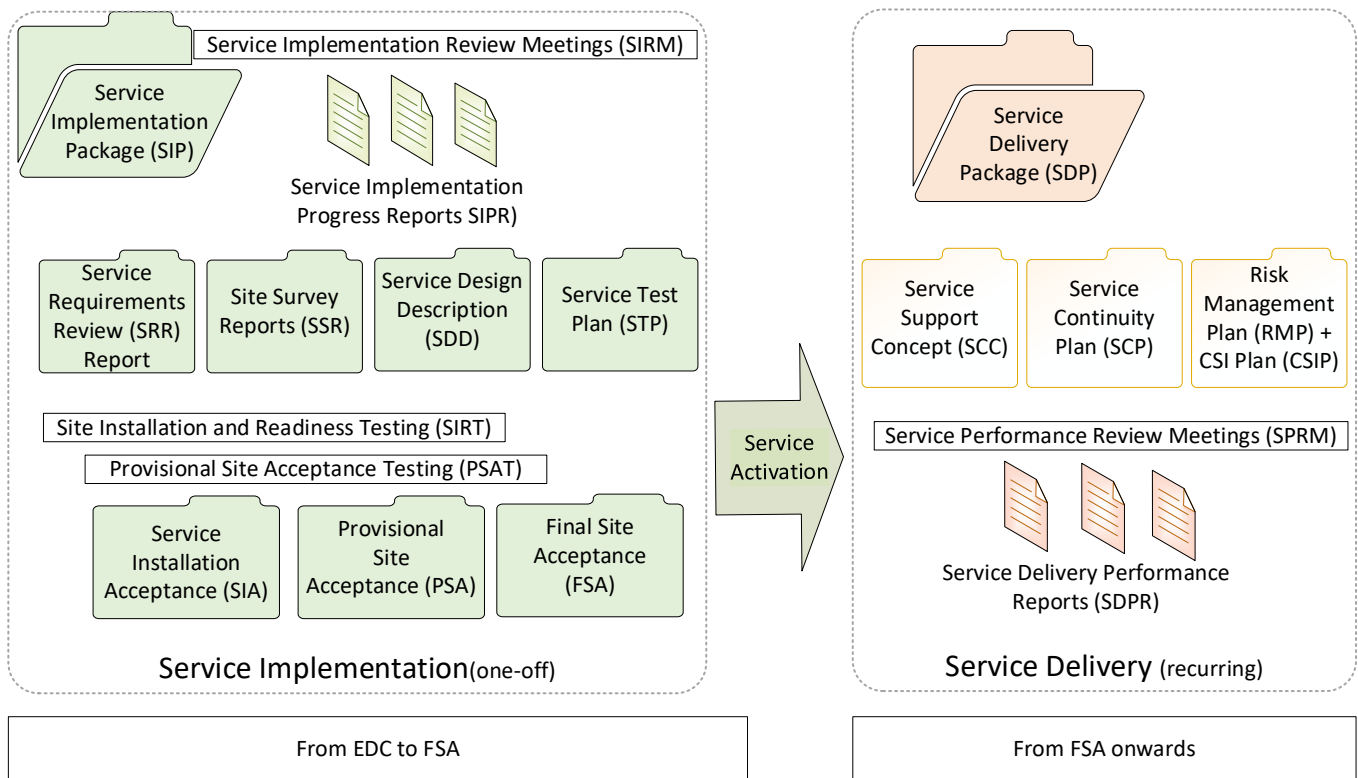 Service Implementation Review Meetings (SIRM)
Service
Implementation
Package (SIP)
Service Implementation
Progress Reports SIPR)
Service
Requirements
Review (SRR)
Report
Site Survey
Reports (SSR)
Service Design
Description
(SDD)
Service Test
Plan (STP)
Site Installation and Readiness Testing (SIRT)
Provisional Site Acceptance Testing (PSAT)
Service
Installation
Acceptance (SIA)
Provisional
Site
Acceptance (PSA)
Final Site
Acceptance
(FSA)
Service Implementation(one-off)
From EDC to FSA
Service
Activation
Service
Delivery
Package (SDP)
Service
Support
Concept (SCC)
Service
Continuity
Plan (SCP)
Risk
Management
Plan (RMP) +
CSI Plan (CSIP)
Service Performance Review Meetings (SPRM)
Service Delivery Performance
Reports (SDPR)
Service Delivery (recurring)
From FSA onwards